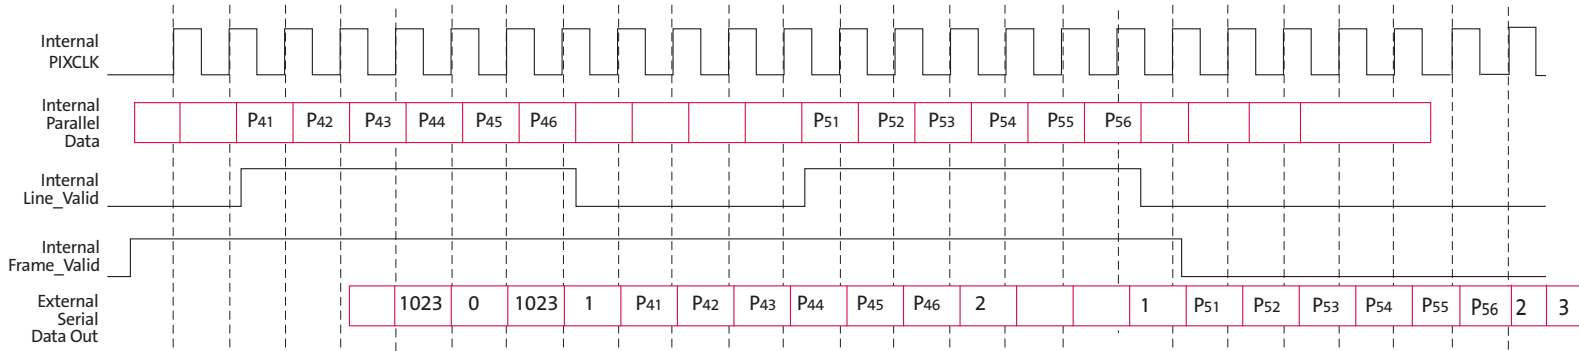 Internal
PIXCLK
Internal
Parallel
Data
P41 P42 P43 P44 P45 P46 P51 P52 P53 P54 P55 P56
Internal
Line_Valid
Internal
Frame_Valid
External
Serial
Data Out
1023 0 1023 1 P41 P42 P43 P44 P45 P46 2 1 P51 P52 P53 P54 P55 P56 2 3